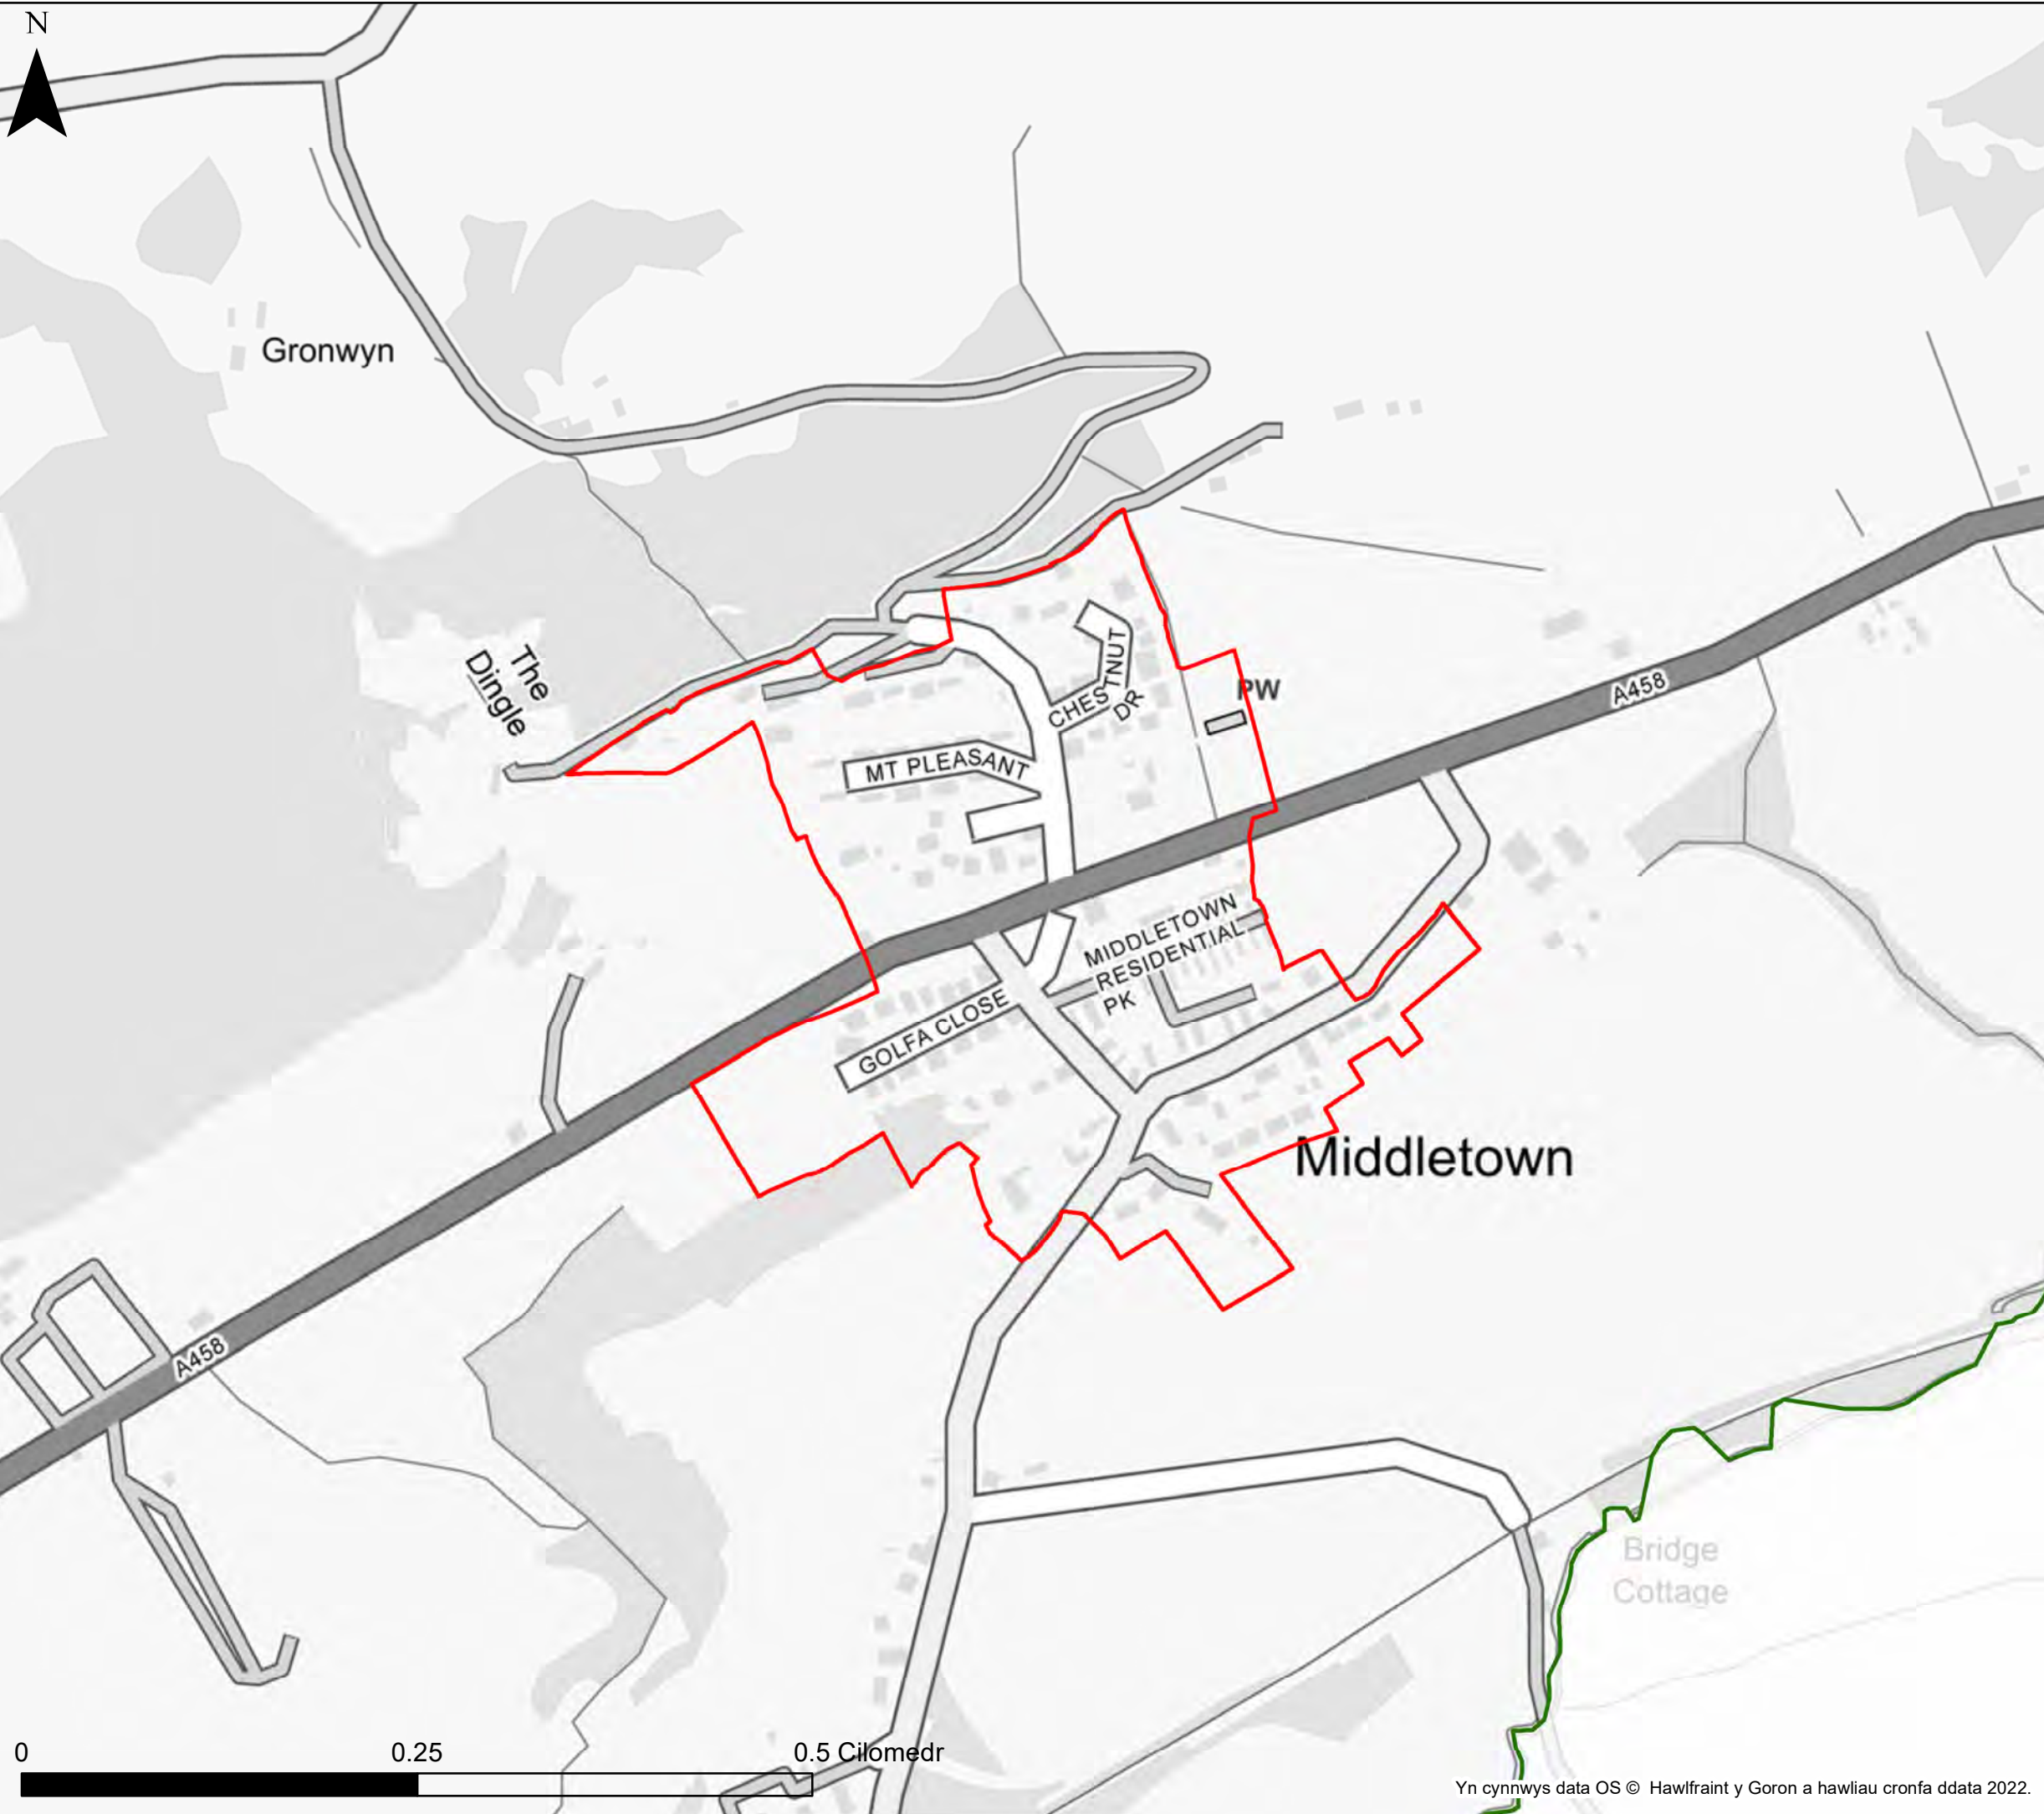 N
Gronwyn
The
Dingle
CHESTNUT
DR
PW
A458
MT PLEASANT
MIDDLETOWN
RESIDENTIAL
PK
GOLFA CLOSE
Middletown
A458
Bridge
Cottage
0
0.25
0.5 Cilomedr
Yn cynnwys data OS © Hawlfraint y Goron a hawliau cronfa ddata 2022.